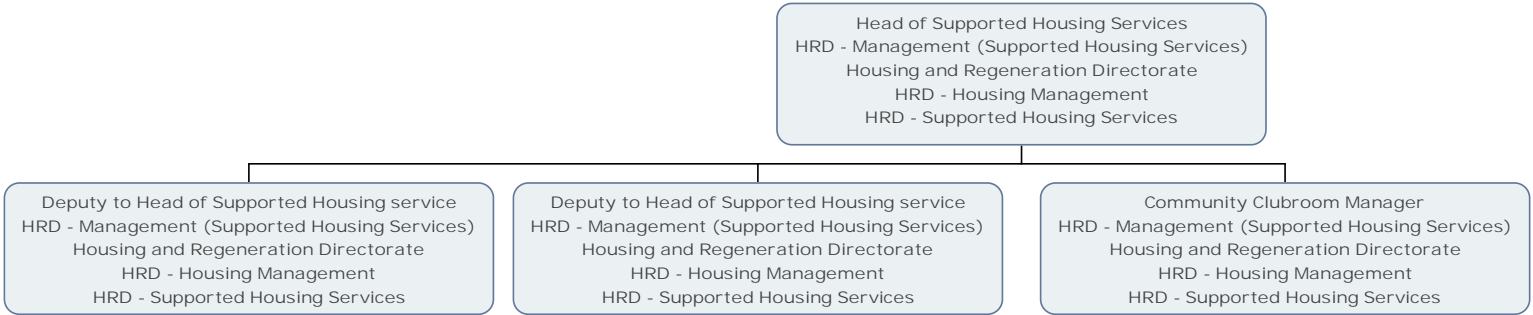 Head of Supported Housing Services
HRD - Management (Supported Housing Services)
Housing and Regeneration Directorate
HRD - Housing Management
HRD - Supported Housing Services
Deputy to Head of Supported Housing service
HRD - Management (Supported Housing Services)
Housing and Regeneration Directorate
HRD - Housing Management
HRD - Supported Housing Services
Deputy to Head of Supported Housing service
HRD - Management (Supported Housing Services)
Housing and Regeneration Directorate
HRD - Housing Management
HRD - Supported Housing Services
Community Clubroom Manager
HRD - Management (Supported Housing Services)
Housing and Regeneration Directorate
HRD - Housing Management
HRD - Supported Housing Services